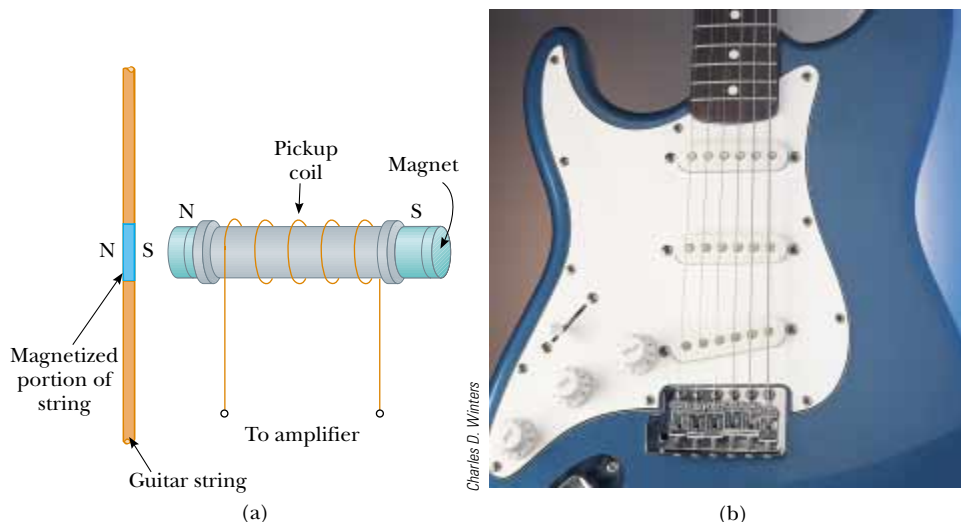 Pickup
coil
Magnet
N
S
N
S
Magnetized
portion of
string
To amplifier
Guitar string
Charles D. Winters
(a)
(b)